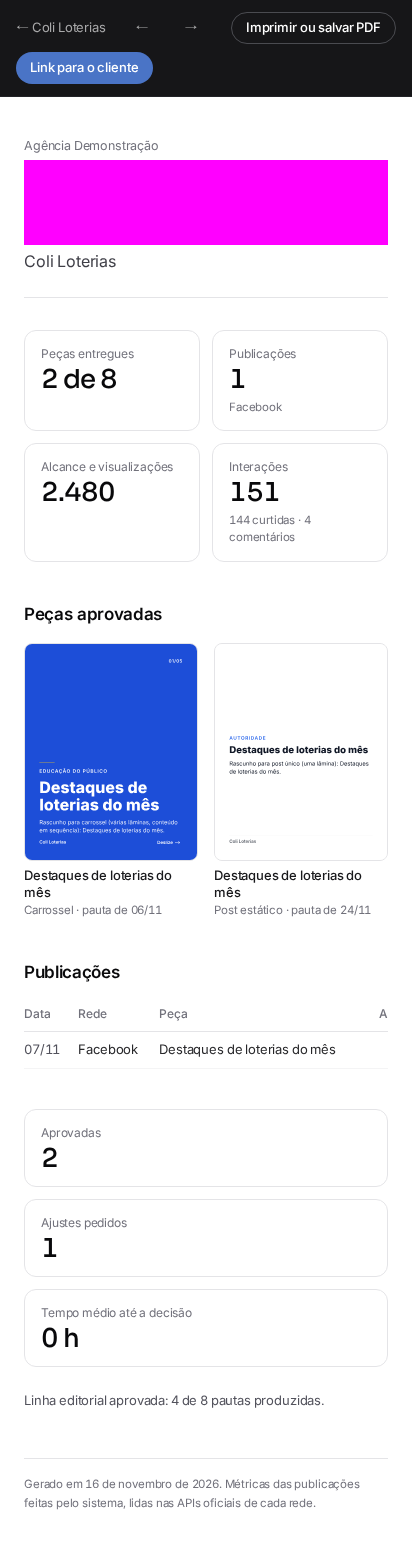 ← Coli Loterias ← → Imprimir ou salvar PDF
Link para o cliente
Agência Demonstração
Coli Loterias
Peças entregues
2 de 8
Publicações
1
Facebook
Alcance e visualizações
2.480
Interações
151
144 curtidas · 4
comentários
Peças aprovadas
01/05
EDUCAÇÃO DO PÚBLICO
Destaques de
loterias do mês
Rascunho para carrossel (várias lâminas, conteúdo
em sequência): Destaques de loterias do mês.
Coli Loterias Deslize →
AUTORIDADE
Destaques de loterias do mês
Rascunho para post único (uma lâmina): Destaques
de loterias do mês.
Coli Loterias
Destaques de loterias do
mês
Carrossel · pauta de 06/11
Destaques de loterias do
mês
Post estático · pauta de 24/11
Publicações
Data Rede Peça A
07/11 Facebook Destaques de loterias do mês
Aprovadas
2
Ajustes pedidos
1
Tempo médio até a decisão
0 h
Linha editorial aprovada: 4 de 8 pautas produzidas.
Gerado em 16 de novembro de 2026. Métricas das publicações
feitas pelo sistema, lidas nas APIs oficiais de cada rede.